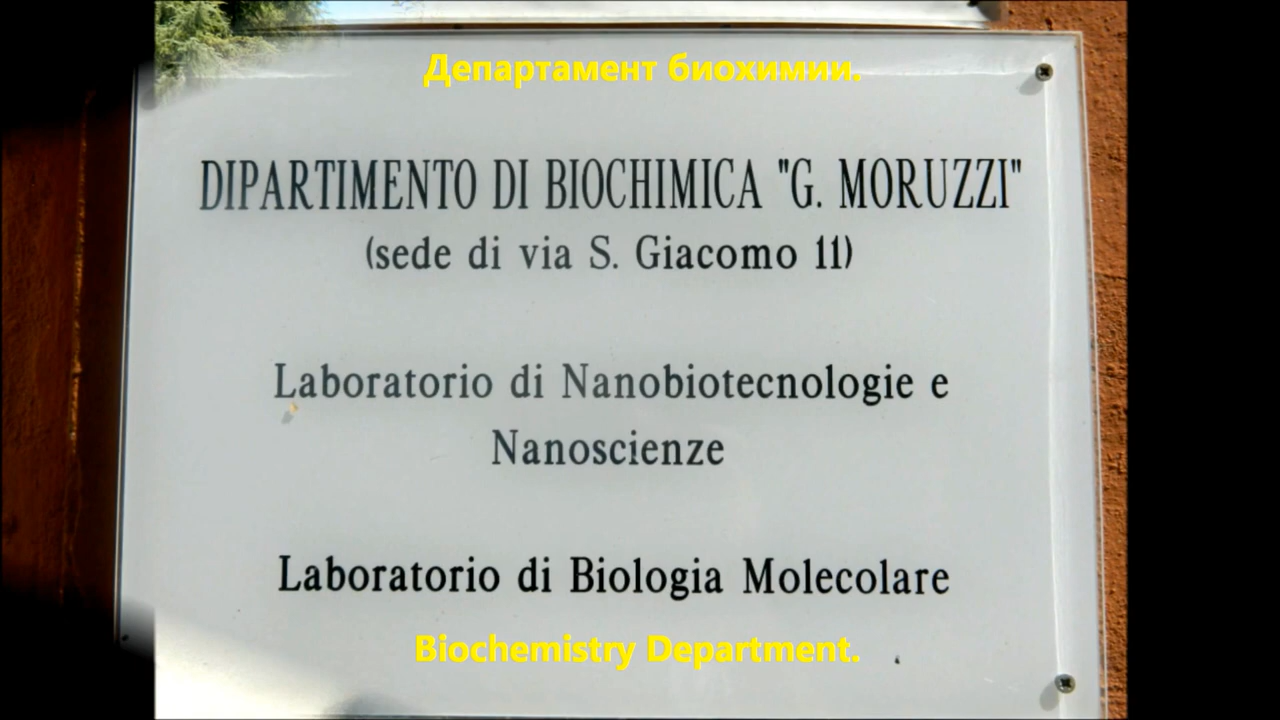 Департамент биохимии.
DIPARTIMENTO DI BIOCHIMICA "G. MORUZZI"
(sede di via S. Giacomo 11)
Laboratorio di Nanobiotecnologie e
Nanoscienze
Laboratorio di Biologia Molecolare
Biochemistry Department.